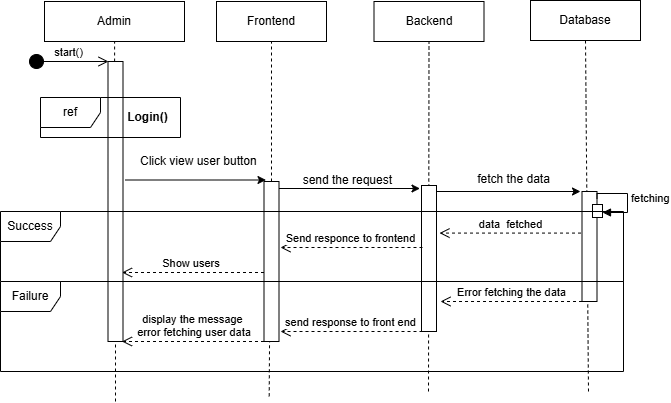 Admin
Frontend
Backend
Database
start()
ref
Login()
Click view user button
send the request
fetch the data
fetching
Success
data fetched
Send responce to frontend
Show users
Failure
Error fetching the data
display the message
error fetching user data
send response to front end